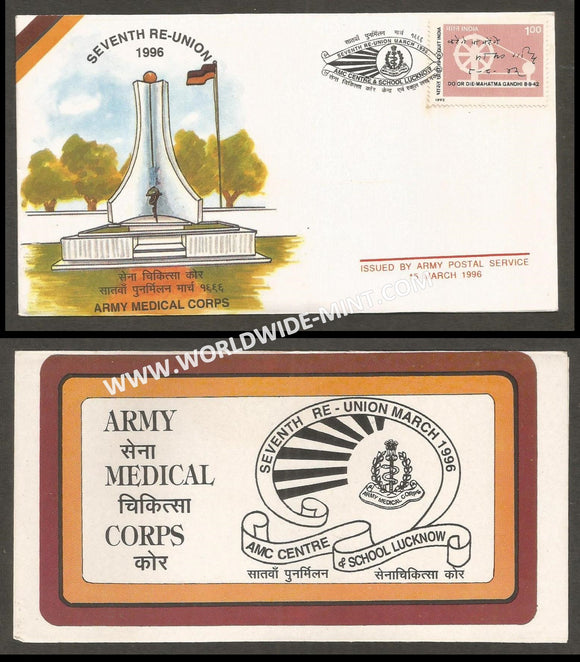 SEVENTH RE-UNION
1996
सातवाँ पुनर्मिलन मार्च १९९६
SEVENTH RE-UNION MARCH 1996
AMC CENTRE & SCHOOL LUCKNOW
सेना चिकित्सा कोर केन्द्र एवं स्कूल
भारत INDIA
1.00
QUIT INDIA
DO OR DIE-MAHATMA GANDHI 8-8-42
सेना चिकित्सा कोर
सातवाँ पुनर्मिलन मार्च १९९६
ARMY MEDICAL CORPS
ISSUED BY ARMY POSTAL SERVICE
MARCH 1996
WWW.WORLDWIDE-MINT.COM
ARMY
सेना
MEDICAL
चिकित्सा
CORPS
कोर
SEVENTH RE-UNION MARCH 1996
ARMY MEDICAL CORPS
AMC CENTRE
& SCHOOL LUCKNOW
सातवाँ पुनर्मिलन सेनाचिकित्सा कोर